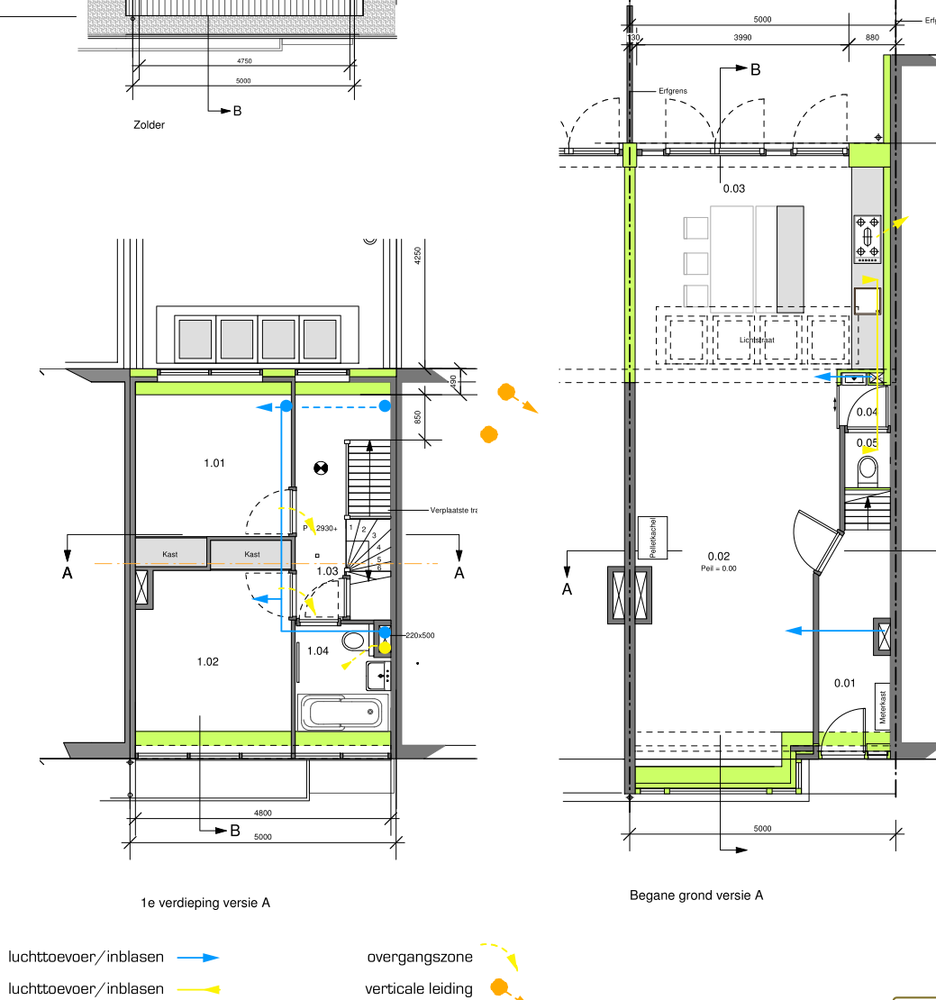 4750
5000
B
Zolder
5000
130
3990
880
B
Erfgrens
0.03
Lichtstraat
4250
490
850
1.01
P = 2930+
1
2
3
4
5
6
Verplaatste tra
Kast
Kast
A
A
1.03
1.04
220x500
1.02
4800
B
5000
1e verdieping versie A
0.04
0.05
Pelletkachel
0.02
Peil = 0.00
A
0.01
Meterkast
5000
Begane grond versie A
luchttoevoer/inblasen
overgangszone
luchttoevoer/inblasen
verticale leiding